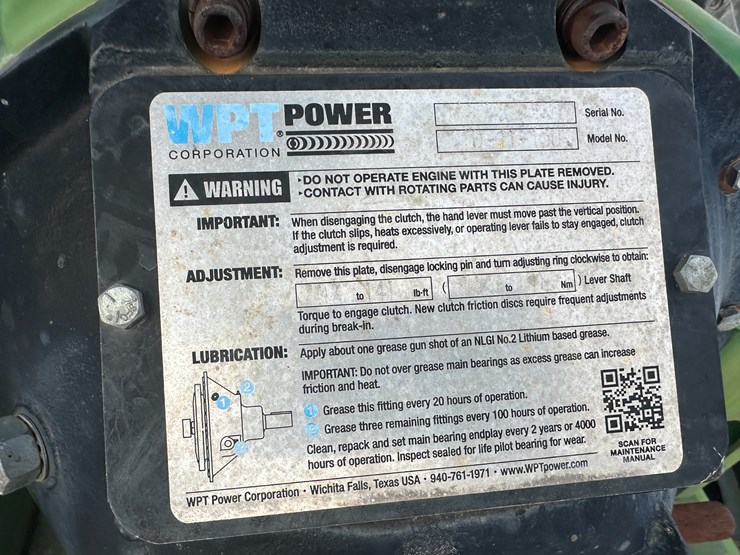 WPT® POWER
CORPORATION
Serial No.
Model No.
WARNING
•DO NOT OPERATE ENGINE WITH THIS PLATE REMOVED.
•CONTACT WITH ROTATING PARTS CAN CAUSE INJURY.
IMPORTANT: When disengaging the clutch, the hand lever must move past the vertical position.
If the clutch slips, heats excessively, or operating lever fails to stay engaged, clutch
adjustment is required.
ADJUSTMENT: Remove this plate, disengage locking pin and turn adjusting ring clockwise to obtain:
to lb-ft ( to Nm ) Lever Shaft
Torque to engage clutch. New clutch friction discs require frequent adjustments
during break-in.
LUBRICATION: Apply about one grease gun shot of an NLGI No.2 Lithium based grease.
IMPORTANT: Do not over grease main bearings as excess grease can increase
friction and heat.
1 Grease this fitting every 20 hours of operation.
2 Grease three remaining fittings every 100 hours of operation.
Clean, repack and set main bearing endplay every 2 years or 4000
hours of operation. Inspect sealed for life pilot bearing for wear.
1
2
2
SCAN FOR
MAINTENANCE
MANUAL
WPT Power Corporation • Wichita Falls, Texas USA • 940-761-1971 • www.WPTpower.com